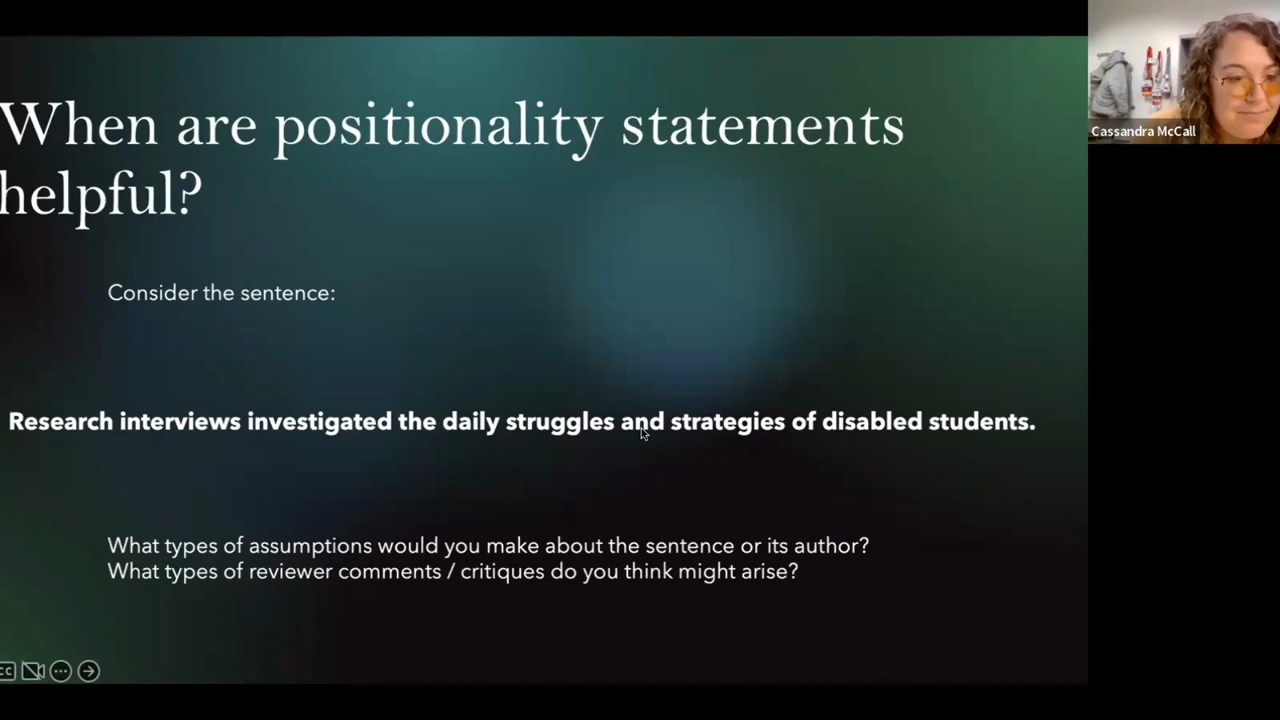 When are positionality statements
helpful?
Consider the sentence:
Research interviews investigated the daily struggles and strategies of disabled students.
What types of assumptions would you make about the sentence or its author?
What types of reviewer comments / critiques do you think might arise?
Cassandra McCall
CC